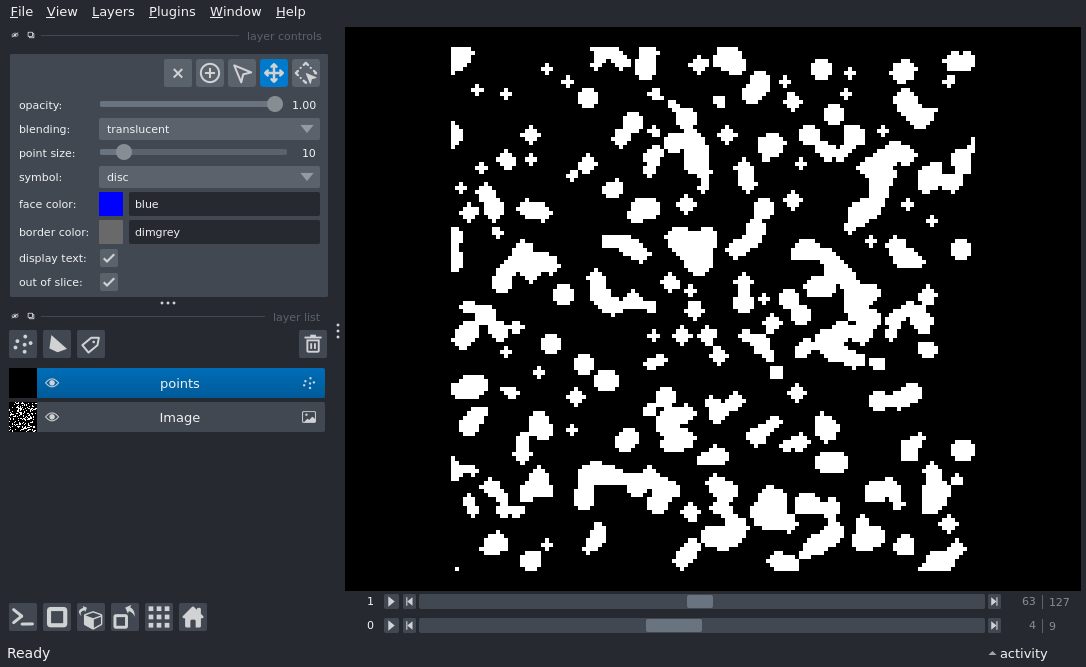 File View Layers Plugins Window Help
layer controls
opacity: 1.00
blending: translucent
point size: 10
symbol: disc
face color: blue
border color: dimgrey
display text:
out of slice:
layer list
points
Image
1 63 127
0 4 9
Ready activity